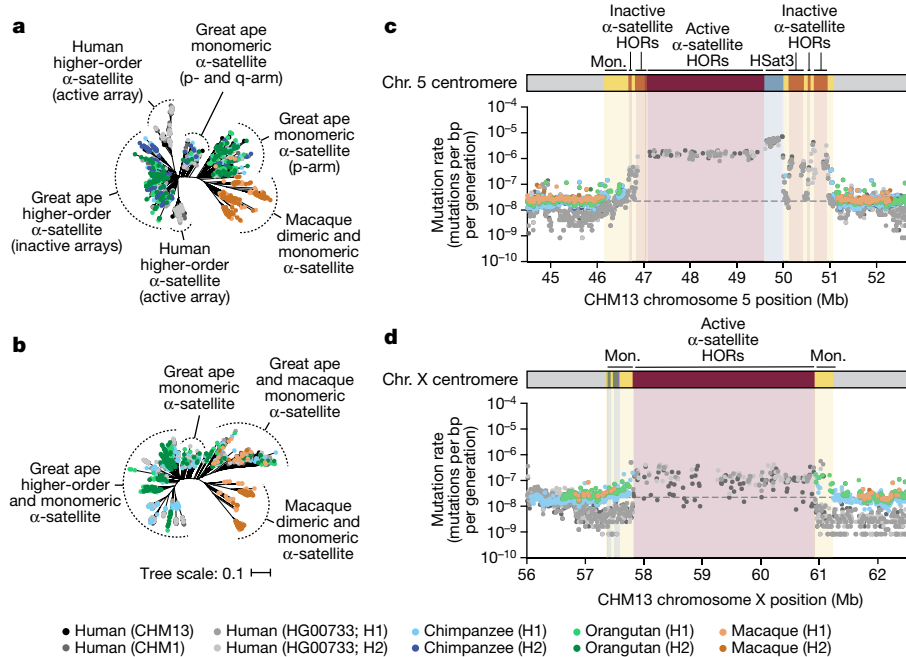 a
Great ape
monomeric
α-satellite
(p- and q-arm)
Human
higher-order
α-satellite
(active array)
Great ape
monomeric
α-satellite
(p-arm)
Great ape
higher-order
α-satellite
(inactive arrays)
Human
higher-order
α-satellite
(active array)
Macaque
dimeric and
monomeric
α-satellite
b
Great ape
monomeric
α-satellite
Great ape
and macaque
monomeric
α-satellite
Great ape
higher-order
and monomeric
α-satellite
Macaque
dimeric and
monomeric
α-satellite
Tree scale: 0.1
c
Inactive
α-satellite
HORs
Active
α-satellite
HORs
Inactive
α-satellite
HORs
Mon.
HSat3
Chr. 5 centromere
Mutation rate
(mutations per bp
per generation)
10⁻⁴
10⁻⁵
10⁻⁶
10⁻⁷
10⁻⁸
10⁻⁹
10⁻¹⁰
45 46 47 48 49 50 51 52
CHM13 chromosome 5 position (Mb)
d
Active
α-satellite
HORs
Mon.
Mon.
Chr. X centromere
Mutation rate
(mutations per bp
per generation)
10⁻⁴
10⁻⁵
10⁻⁶
10⁻⁷
10⁻⁸
10⁻⁹
10⁻¹⁰
56 57 58 59 60 61 62
CHM13 chromosome X position (Mb)
Human (CHM13) Human (HG00733; H1) Chimpanzee (H1) Orangutan (H1) Macaque (H1)
Human (CHM1) Human (HG00733; H2) Chimpanzee (H2) Orangutan (H2) Macaque (H2)